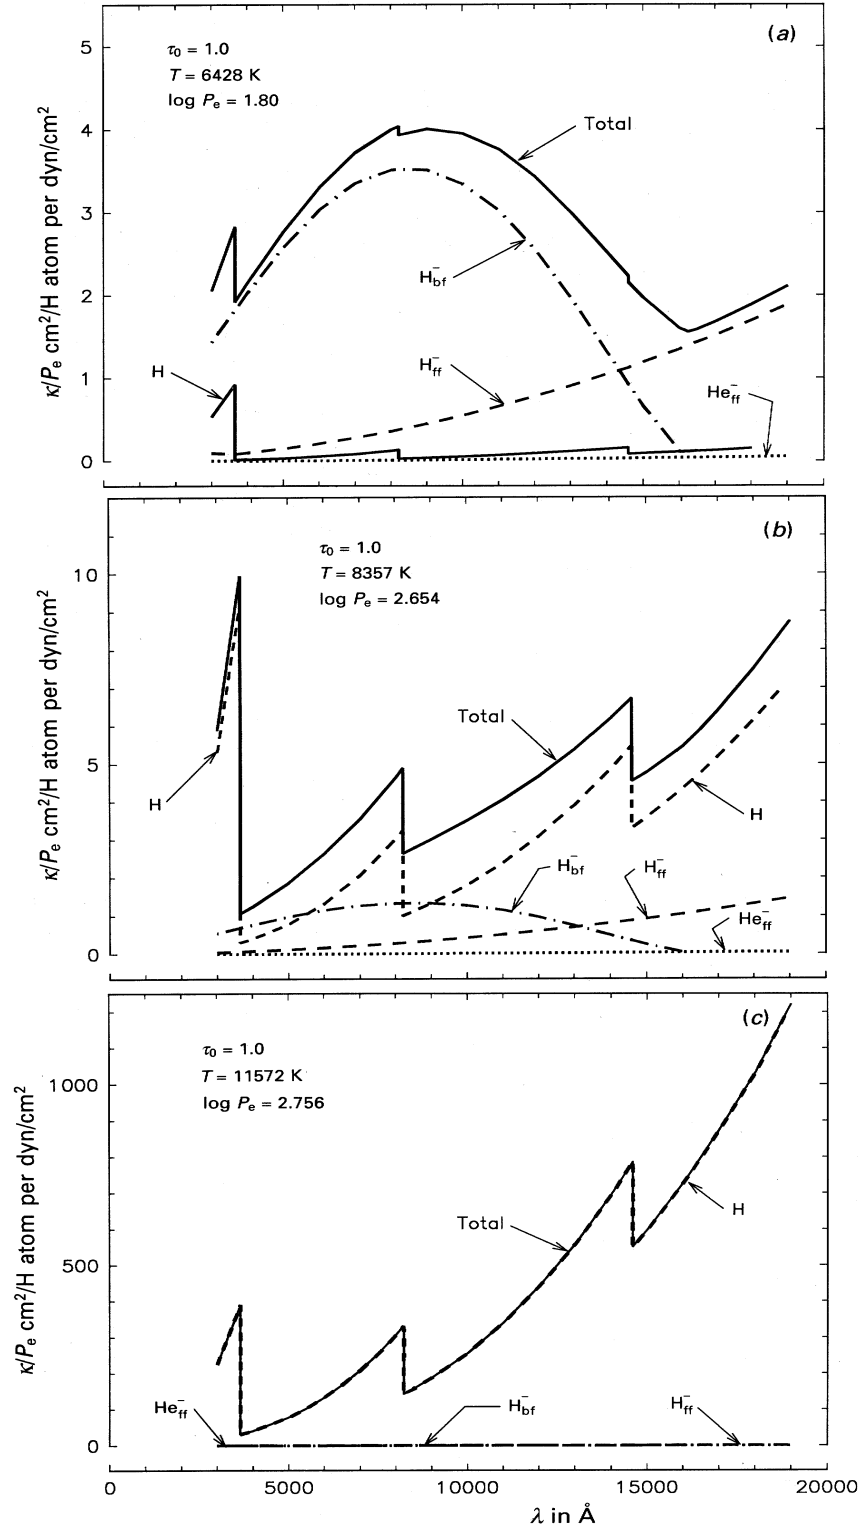 (a)
τ₀ = 1.0
T = 6428 K
log Pₑ = 1.80
5
4
3
2
1
0
κ/Pₑ cm²/H atom per dyn/cm²
Total
H⁻bf
H⁻ff
H
He⁻ff
(b)
τ₀ = 1.0
T = 8357 K
log Pₑ = 2.654
10
5
0
κ/Pₑ cm²/H atom per dyn/cm²
Total
H
H
H⁻bf
H⁻ff
He⁻ff
(c)
τ₀ = 1.0
T = 11572 K
log Pₑ = 2.756
1000
500
0
κ/Pₑ cm²/H atom per dyn/cm²
Total
H
He⁻ff
H⁻bf
H⁻ff
0 5000 10000 15000 20000
λ in Å